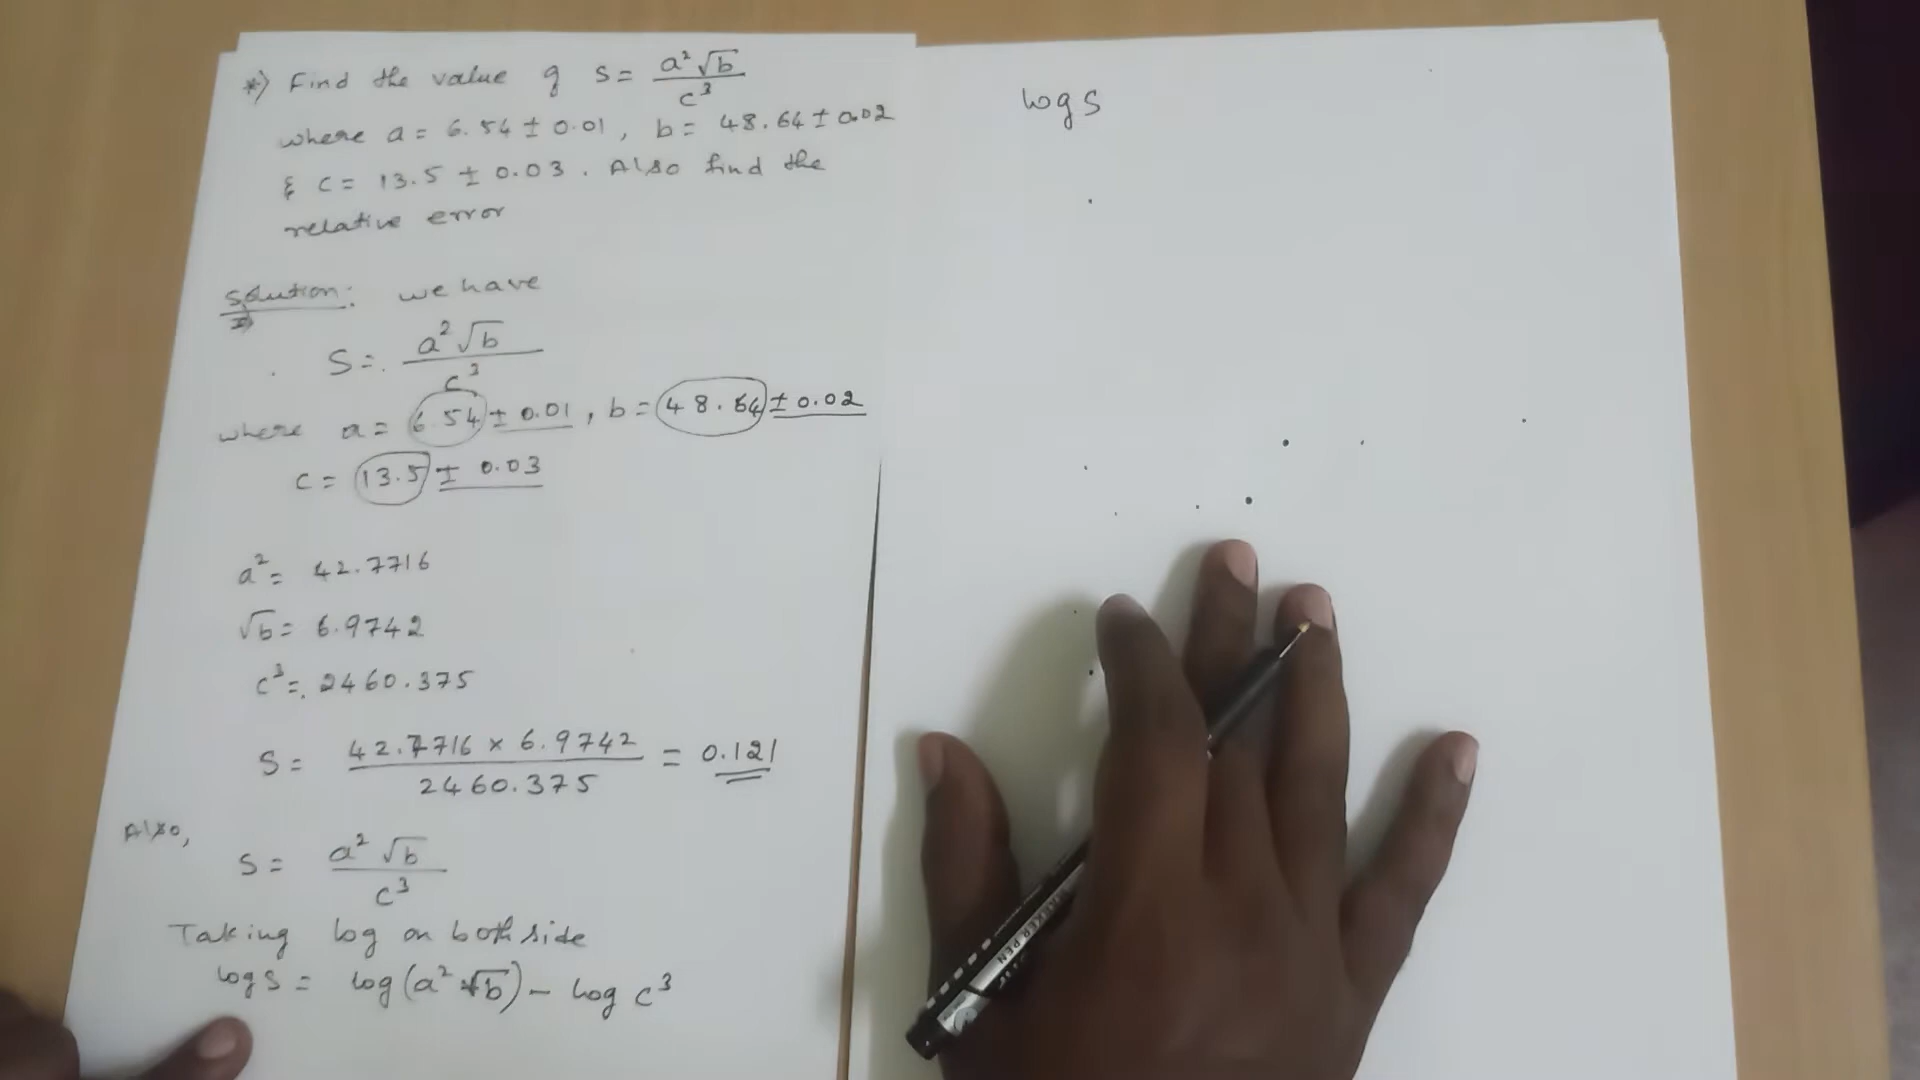 *) Find the value of S = a²√b / c³
where a = 6.54 ± 0.01, b = 48.64 ± 0.02
& c = 13.5 ± 0.03. Also find the
relative error
Solution: we have
S = a²√b / c³
where a = 6.54 ± 0.01, b = 48.64 ± 0.02
c = 13.5 ± 0.03
a² = 42.7716
√b = 6.9742
c³ = 2460.375
S = 42.7716 × 6.9742 / 2460.375 = 0.121
Also,
S = a² √b / c³
Taking log on both side
log S = log (a² √b) - log c³
log S
MARKER PEN